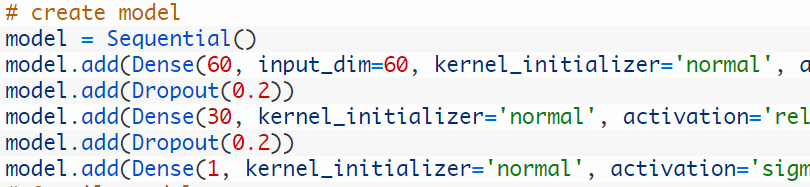 # create model
model = Sequential()
model.add(Dense(60, input_dim=60, kernel_initializer='normal', a
model.add(Dropout(0.2))
model.add(Dense(30, kernel_initializer='normal', activation='rel
model.add(Dropout(0.2))
model.add(Dense(1, kernel_initializer='normal', activation='sigm